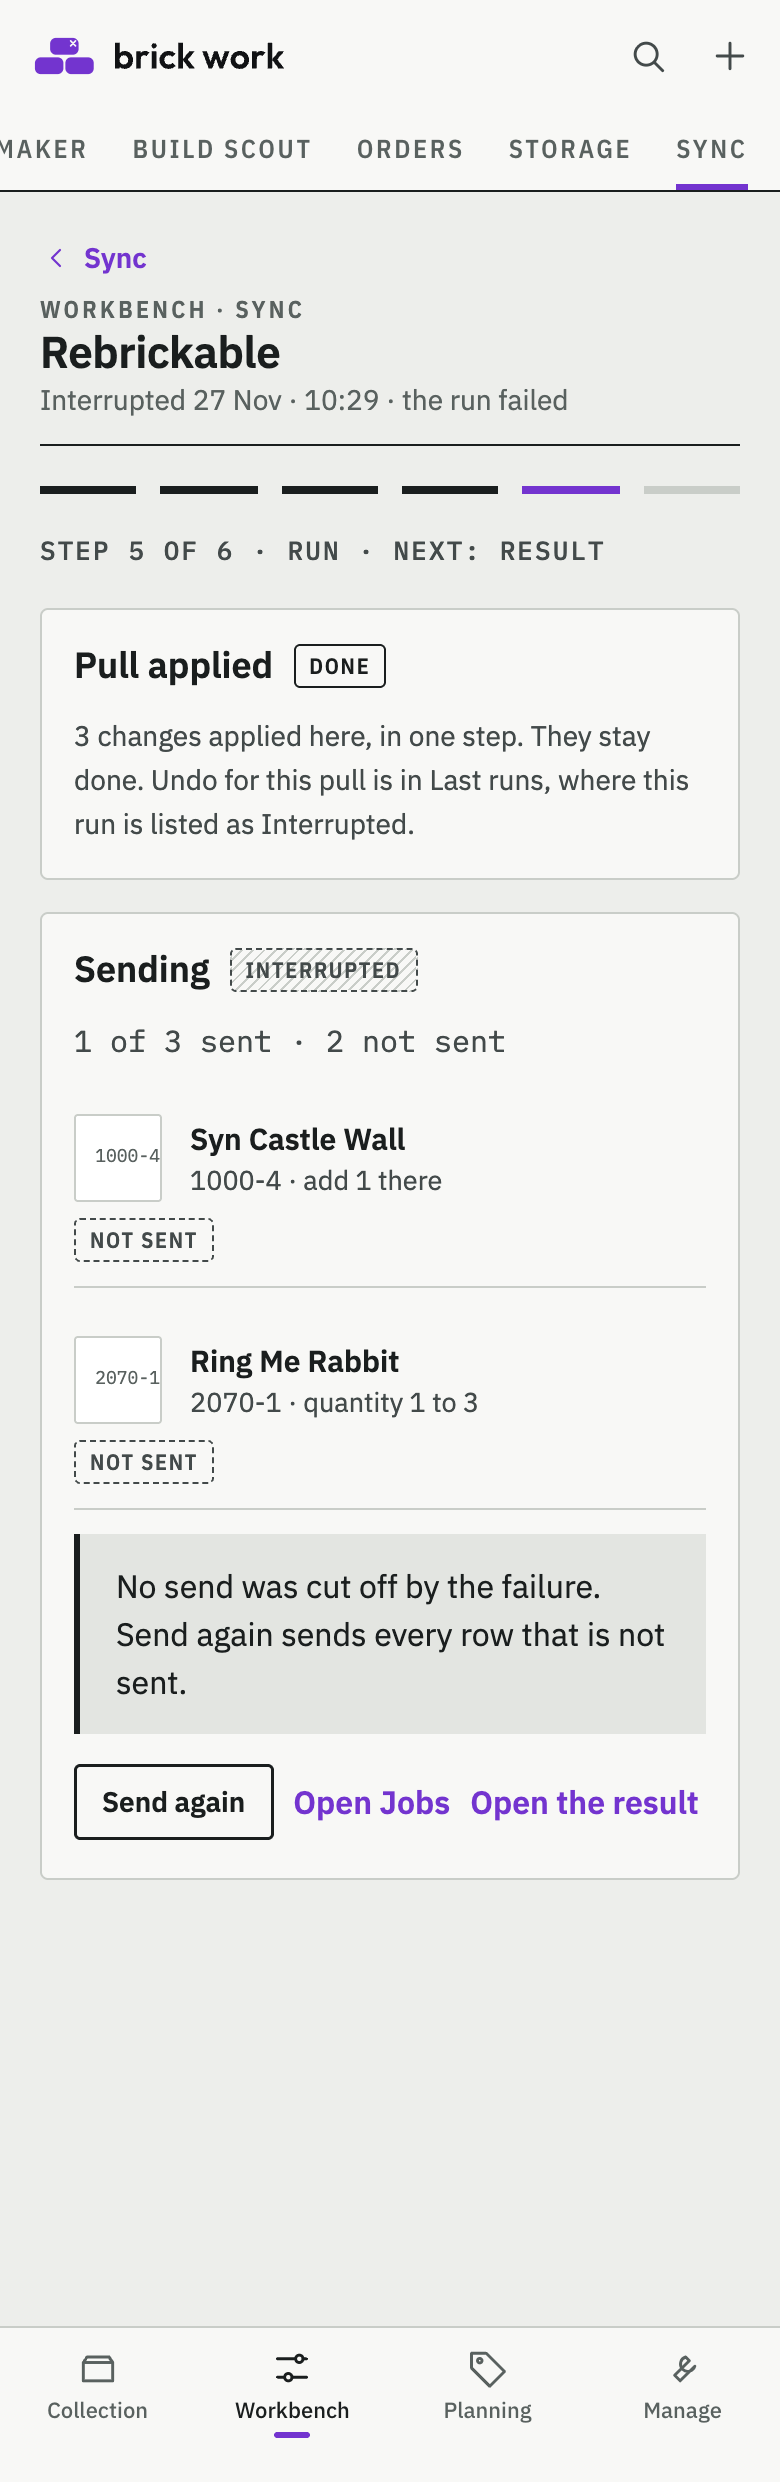 brick work
MAKER BUILD SCOUT ORDERS STORAGE SYNC
Sync
WORKBENCH · SYNC
Rebrickable
Interrupted 27 Nov · 10:29 · the run failed
STEP 5 OF 6 · RUN · NEXT: RESULT
Pull applied DONE
3 changes applied here, in one step. They stay
done. Undo for this pull is in Last runs, where this
run is listed as Interrupted.
Sending INTERRUPTED
1 of 3 sent · 2 not sent
1000-4
Syn Castle Wall
1000-4 · add 1 there
NOT SENT
2070-1
Ring Me Rabbit
2070-1 · quantity 1 to 3
NOT SENT
No send was cut off by the failure.
Send again sends every row that is not
sent.
Send again Open Jobs Open the result
Collection Workbench Planning Manage